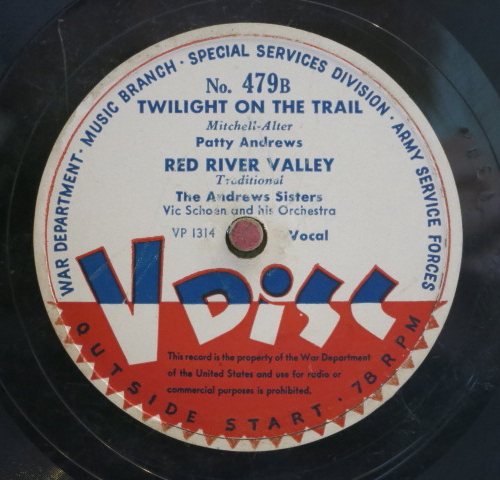 WAR DEPARTMENT · MUSIC BRANCH · SPECIAL SERVICES DIVISION · ARMY SERVICE FORCES
No. 479B
TWILIGHT ON THE TRAIL
Mitchell-Alter
Patty Andrews
RED RIVER VALLEY
Traditional
The Andrews Sisters
Vic Schoen and his Orchestra
VP 1314 Vocal
V DiSC
This record is the property of the War Department
of the United States and use for radio or
commercial purposes is prohibited.
OUTSIDE START · 78 RPM